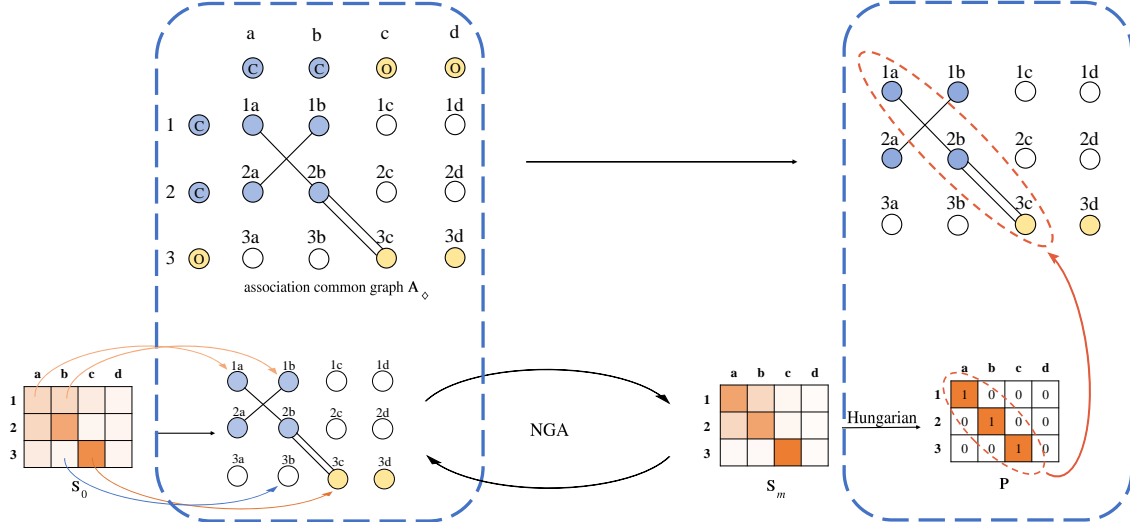 a b c d
C C O O
1a 1b 1c 1d
1 C
2a 2b 2c 2d
2 C
3a 3b 3c 3d
3 O
association common graph A◇
1a 1b 1c 1d
2a 2b 2c 2d
3a 3b 3c 3d
a b c d
1
2
3
S0
1a 1b 1c 1d
2a 2b 2c 2d
3a 3b 3c 3d
NGA
a b c d
1
2
3
Sm
Hungarian
a b c d
1 1 0 0 0
2 0 1 0 0
3 0 0 1 0
P